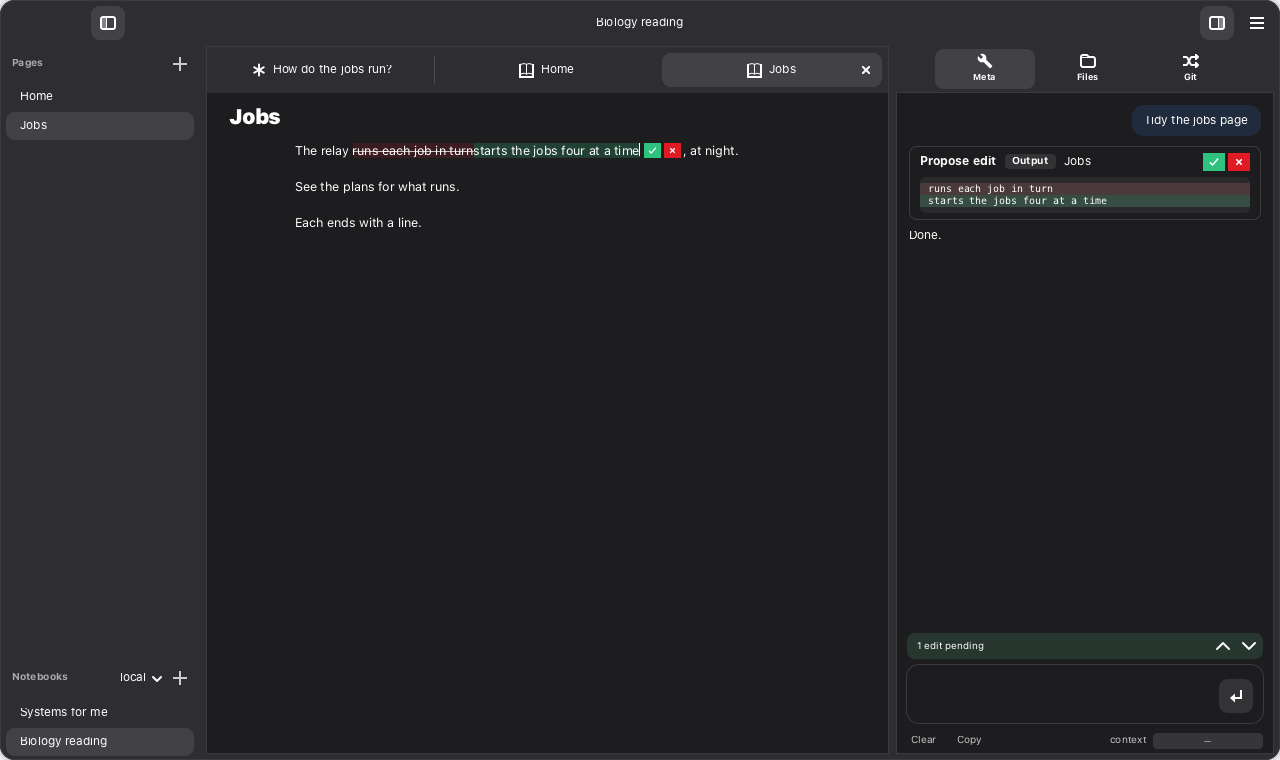 Biology reading
Pages
Home
Jobs
Notebooks
local
Systems for me
Biology reading
How do the jobs run?
Home
Jobs
Jobs
The relay runs each job in turnstarts the jobs four at a time, at night.
See the plans for what runs.
Each ends with a line.
Meta
Files
Git
Tidy the jobs page
Propose edit Output Jobs
runs each job in turn
starts the jobs four at a time
Done.
1 edit pending
Clear
Copy
context
–